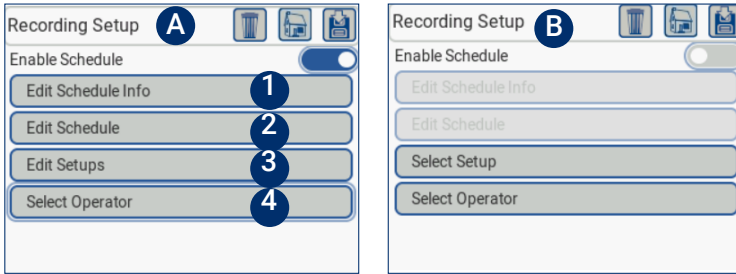 Recording Setup A
Enable Schedule
Edit Schedule Info 1
Edit Schedule 2
Edit Setups 3
Select Operator 4
Recording Setup B
Enable Schedule
Edit Schedule Info
Edit Schedule
Select Setup
Select Operator